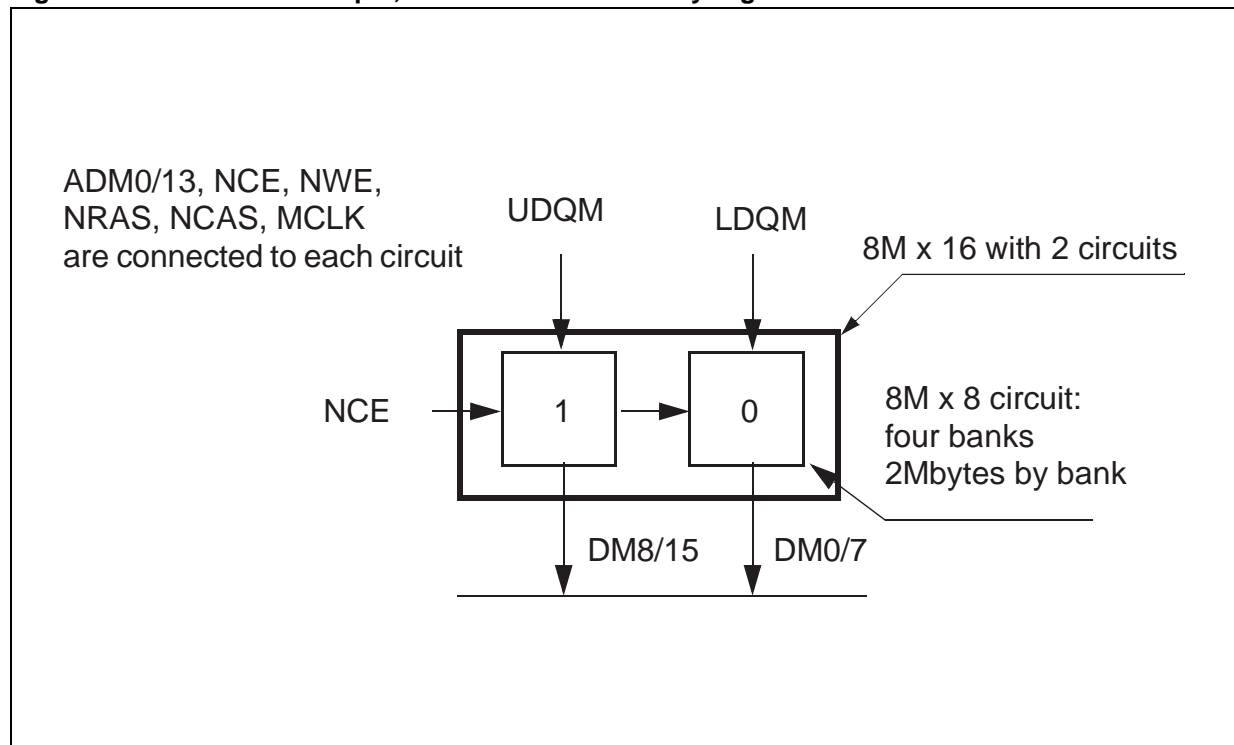 ADM0/13, NCE, NWE,
NRAS, NCAS, MCLK
are connected to each circuit
UDQM
LDQM
8M x 16 with 2 circuits
NCE
1
0
8M x 8 circuit:
four banks
2Mbytes by bank
DM8/15
DM0/7